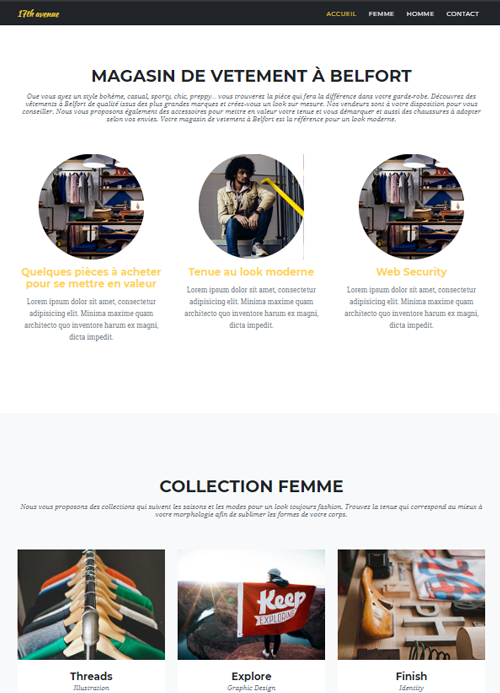 17th avenue
ACCUEIL FEMME HOMME CONTACT
MAGASIN DE VETEMENT À BELFORT
Que vous ayez un style bohème, casual, sporty, chic, preppy... vous trouverez la pièce qui fera la différence dans votre garde-robe. Découvrez des
vêtements à Belfort de qualité issus des plus grandes marques et créez-vous un look sur mesure. Nos vendeurs sont à votre disposition pour vous
conseiller. Nous vous proposons également des accessoires pour mettre en valeur votre tenue et vous démarquer et aussi des chaussures à adopter
selon vos envies. Votre magasin de vetement à Belfort est la référence pour un look moderne.
Quelques pièces à acheter
pour se mettre en valeur
Lorem ipsum dolor sit amet, consectetur
adipisicing elit. Minima maxime quam
architecto quo inventore harum ex magni,
dicta impedit.
Tenue au look moderne
Lorem ipsum dolor sit amet, consectetur
adipisicing elit. Minima maxime quam
architecto quo inventore harum ex magni,
dicta impedit.
Web Security
Lorem ipsum dolor sit amet, consectetur
adipisicing elit. Minima maxime quam
architecto quo inventore harum ex magni,
dicta impedit.
COLLECTION FEMME
Nous vous proposons des collections qui suivent les saisons et les modes pour un look toujours fashion. Trouvez la tenue qui correspond au mieux à
votre morphologie afin de sublimer les formes de votre corps.
Keep
EXPLORING
Threads
Illustration
Explore
Graphic Design
Finish
Identity